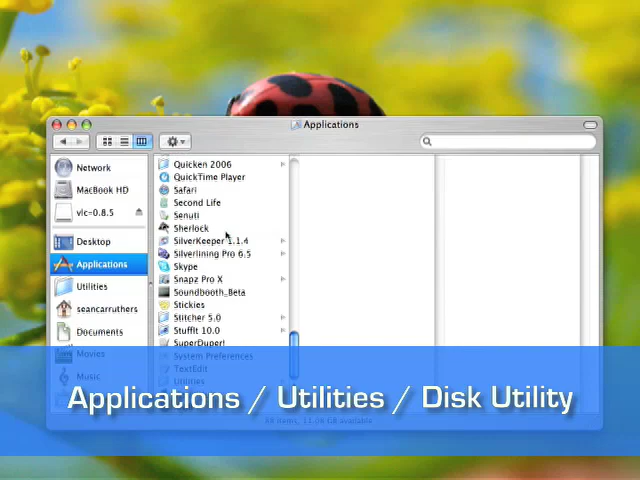 Applications
Network
MacBook HD
vlc-0.8.5
Desktop
Applications
Utilities
seancarruthers
Documents
Movies
Music
Quicken 2006
QuickTime Player
Safari
Second Life
Senuti
Sherlock
SilverKeeper 1.1.4
Silverlining Pro 6.5
Skype
Snapz Pro X
Soundbooth_Beta
Stickies
Stitcher 5.0
StuffIt 10.0
SuperDuper!
System Preferences
TextEdit
Utilities
Applications / Utilities / Disk Utility